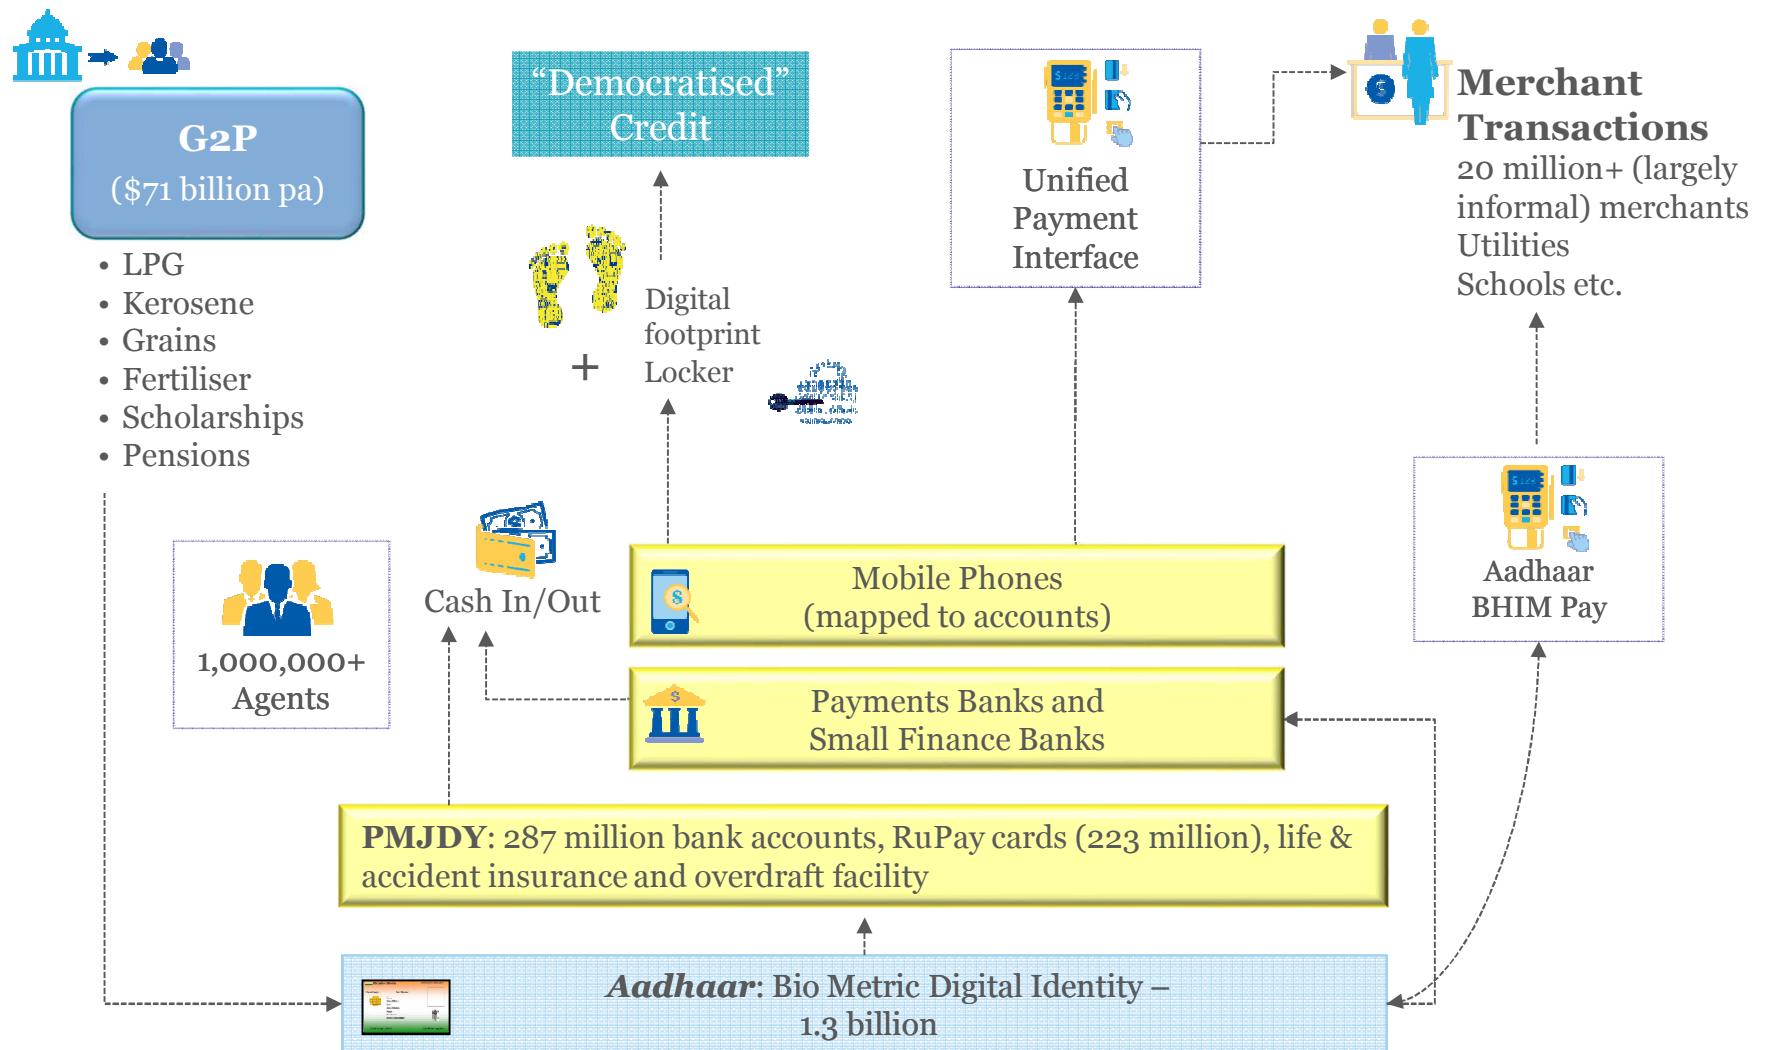 G2P
($71 billion pa)
• LPG
• Kerosene
• Grains
• Fertiliser
• Scholarships
• Pensions
“Democratised”
Credit
Digital
footprint
Locker
+
Unified
Payment
Interface
Merchant
Transactions
20 million+ (largely
informal) merchants
Utilities
Schools etc.
1,000,000+
Agents
Cash In/Out
Mobile Phones
(mapped to accounts)
Aadhaar
BHIM Pay
Payments Banks and
Small Finance Banks
PMJDY: 287 million bank accounts, RuPay cards (223 million), life &
accident insurance and overdraft facility
Aadhaar: Bio Metric Digital Identity –
1.3 billion